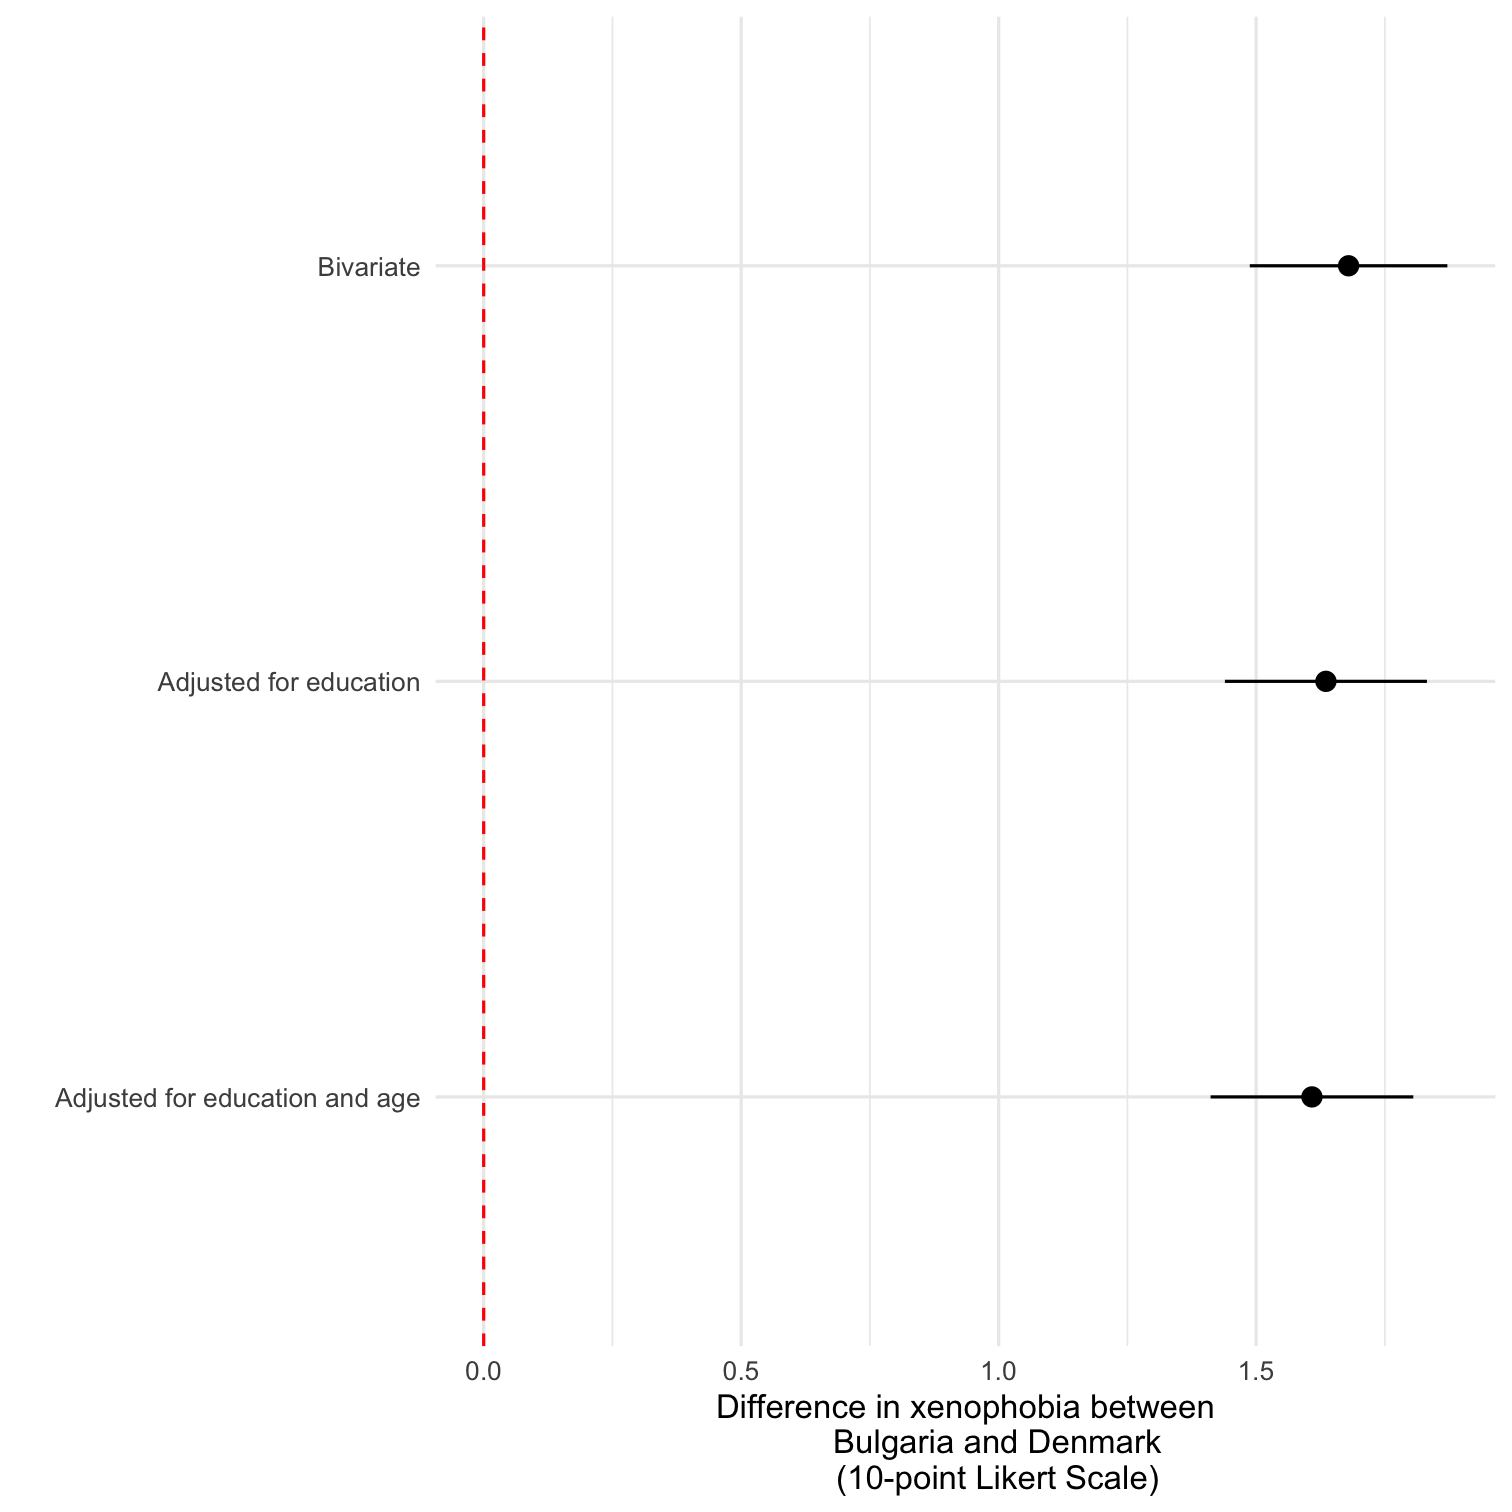 Bivariate
Adjusted for education
Adjusted for education and age
0.0 0.5 1.0 1.5
Difference in xenophobia between
Bulgaria and Denmark
(10-point Likert Scale)